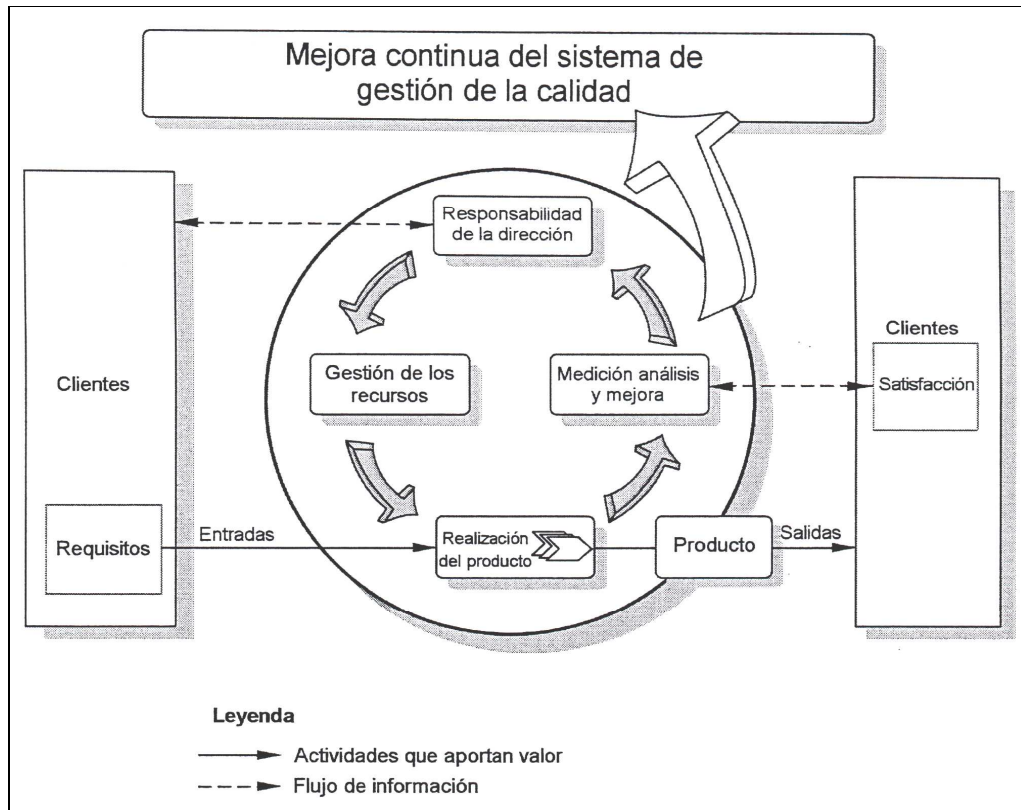 Mejora continua del sistema de
gestión de la calidad
Responsabilidad
de la dirección
Clientes
Gestión de los
recursos
Medición análisis
y mejora
Clientes
Satisfacción
Requisitos
Entradas
Realización
del producto
Producto
Salidas
Leyenda
Actividades que aportan valor
Flujo de información